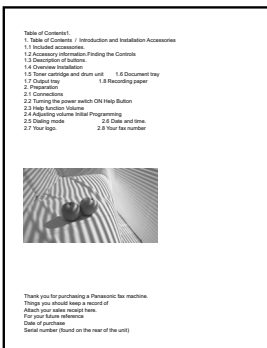 Table of Contents1.
1. Table of Contents / Introduction and Installation Accessories
1.1 Included accessories.
1.2 Accessory information.Finding the Controls
1.3 Description of buttons.
1.4 Overview Installation
1.5 Toner cartridge and drum unit 1.6 Document tray
1.7 Output tray 1.8 Recording paper
2. Preparation
2.1 Connections
2.2 Turning the power switch ON Help Button
2.3 Help function Volume
2.4 Adjusting volume Initial Programming
2.5 Dialing mode 2.6 Date and time.
2.7 Your logo. 2.8 Your fax number
Thank you for purchasing a Panasonic fax machine.
Things you should keep a record of
Attach your sales receipt here.
For your future reference
Date of purchase
Serial number (found on the rear of the unit)